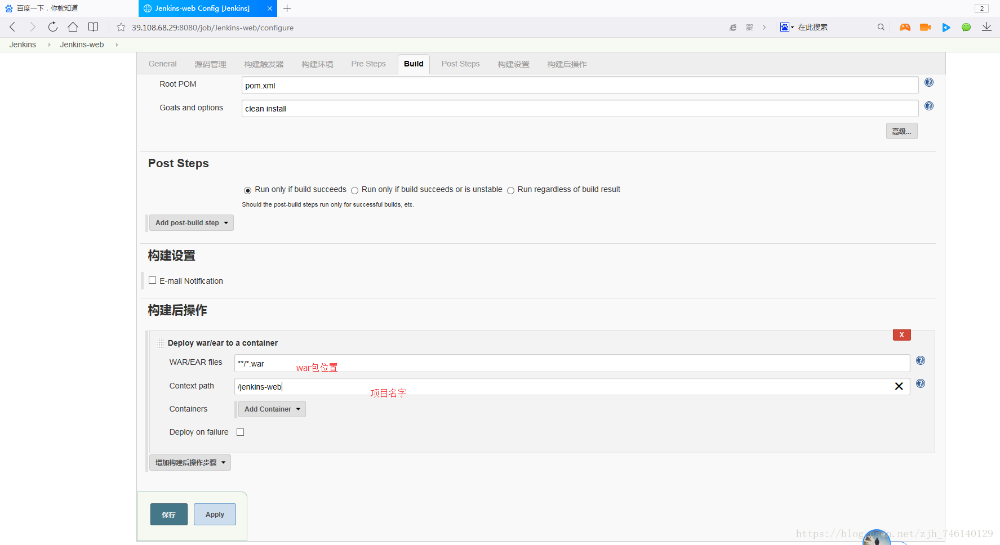 百度一下，你就知道
Jenkins-web Config [Jenkins]
2
39.108.68.29:8080/job/Jenkins-web/configure
在此搜索
Jenkins Jenkins-web
General 源码管理 构建触发器 构建环境 Pre Steps Build Post Steps 构建设置 构建后操作
Root POM pom.xml
Goals and options clean install
高级...
Post Steps
Run only if build succeeds Run only if build succeeds or is unstable Run regardless of build result
Should the post-build steps run only for successful builds, etc.
Add post-build step
构建设置
E-mail Notification
构建后操作
X
Deploy war/ear to a container
WAR/EAR files **/*.war
war包位置
Context path /jenkins-web
项目名字
Containers Add Container
Deploy on failure
增加构建后操作步骤
保存 Apply
https://blog.csdn.net/zjh_746140129